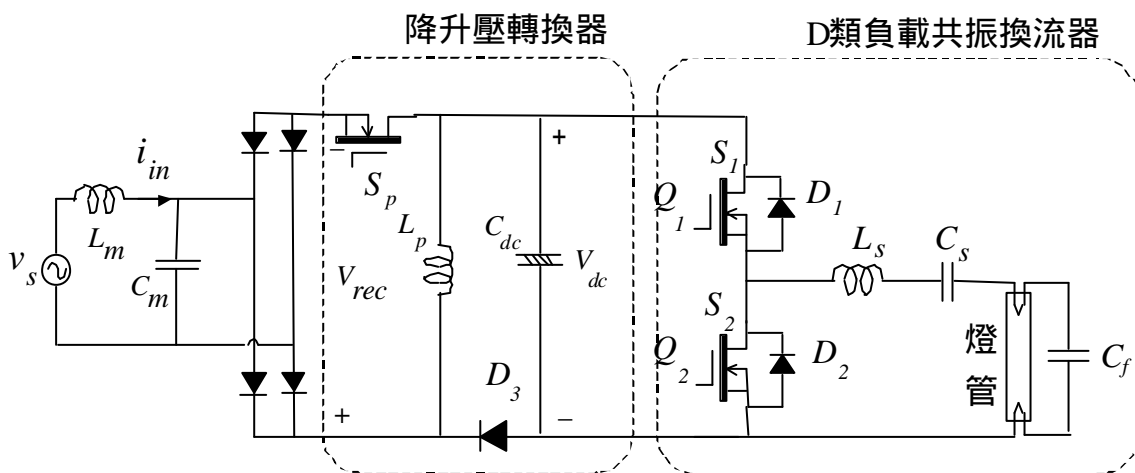 降升壓轉換器
D類負載共振換流器
i_in
L_m
v_s
C_m
−
S_p
L_p
V_rec
C_dc
+
V_dc
−
D_3
+
S_1
Q_1
D_1
L_s
C_s
S_2
Q_2
D_2
燈管
C_f